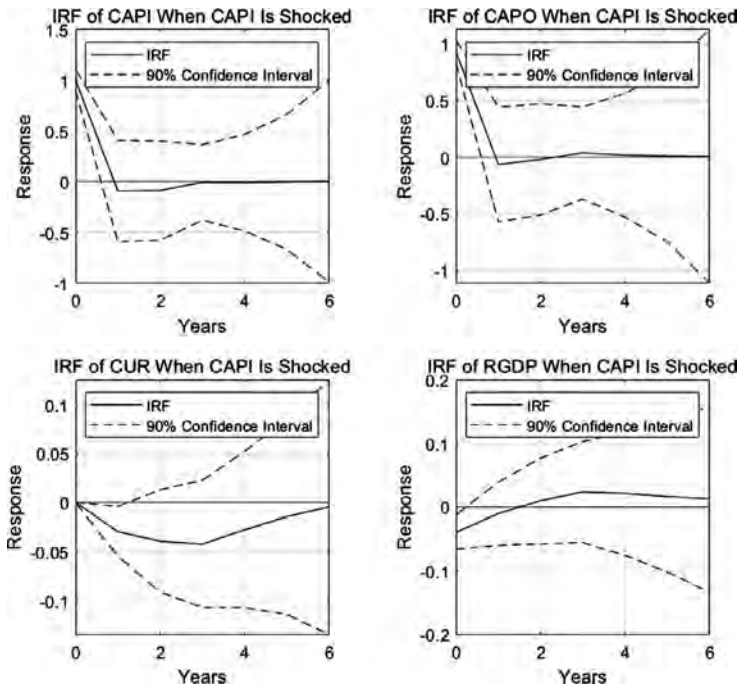 IRF of CAPI When CAPI Is Shocked
1.5
1
0.5
0
-0.5
-1
Response
IRF
90% Confidence Interval
0 2 4 6
Years
IRF of CAPO When CAPI Is Shocked
1
0.5
0
-0.5
-1
Response
IRF
90% Confidence Interval
0 2 4 6
Years
IRF of CUR When CAPI Is Shocked
0.1
0.05
0
-0.05
-0.1
Response
IRF
90% Confidence Interval
0 2 4 6
Years
IRF of RGDP When CAPI Is Shocked
0.2
0.1
0
-0.1
-0.2
Response
IRF
90% Confidence Interval
0 2 4 6
Years